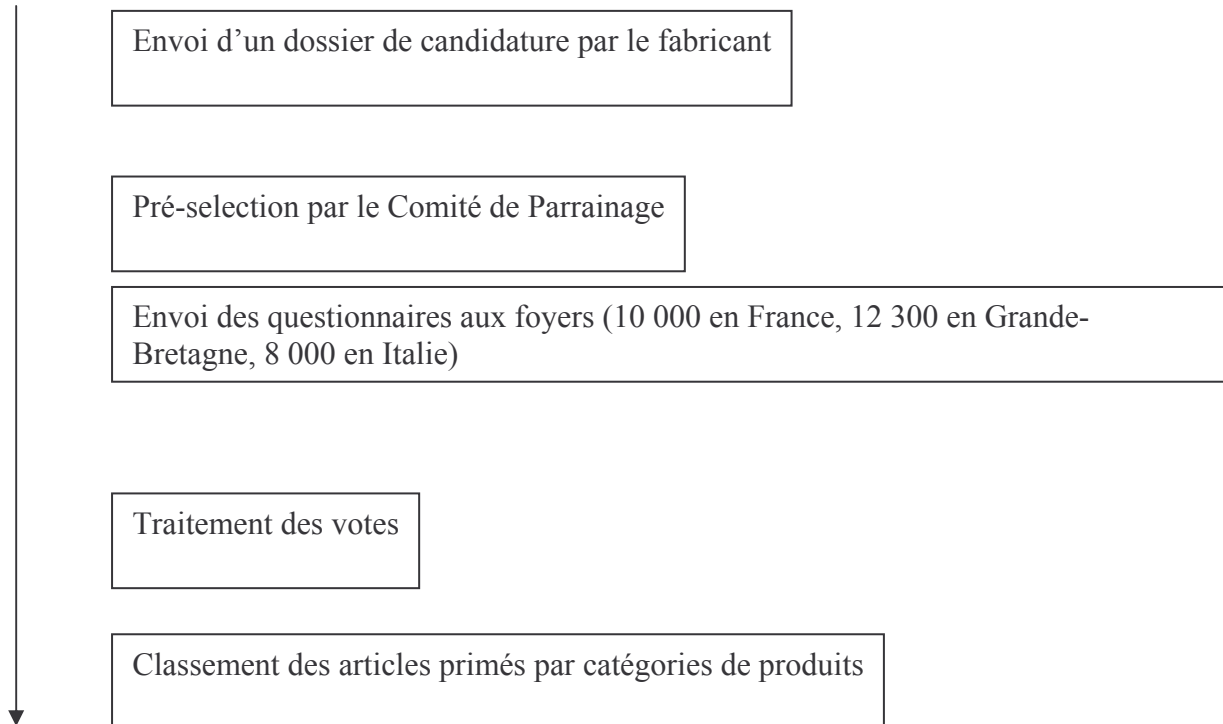 Envoi d’un dossier de candidature par le fabricant
Pré-selection par le Comité de Parrainage
Envoi des questionnaires aux foyers (10 000 en France, 12 300 en Grande-
Bretagne, 8 000 en Italie)
Traitement des votes
Classement des articles primés par catégories de produits